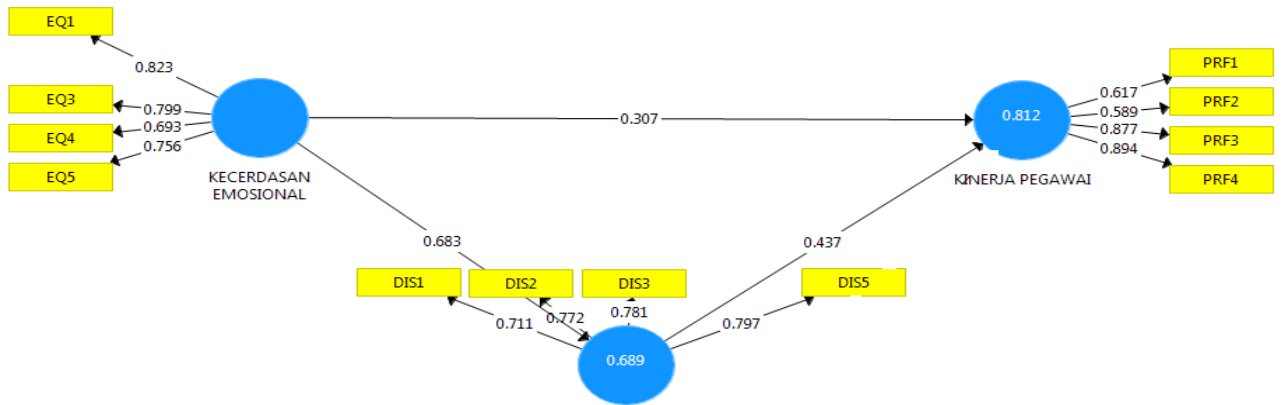 EQ1
0.823
EQ3
0.799
EQ4
0.693
EQ5
0.756
KECERDASAN
EMOSIONAL
0.307
0.812
KINERJA PEGAWAI
PRF1
0.617
PRF2
0.589
PRF3
0.877
PRF4
0.894
0.683
0.437
DIS1
DIS2
DIS3
DIS5
0.711
0.772
0.781
0.797
0.689